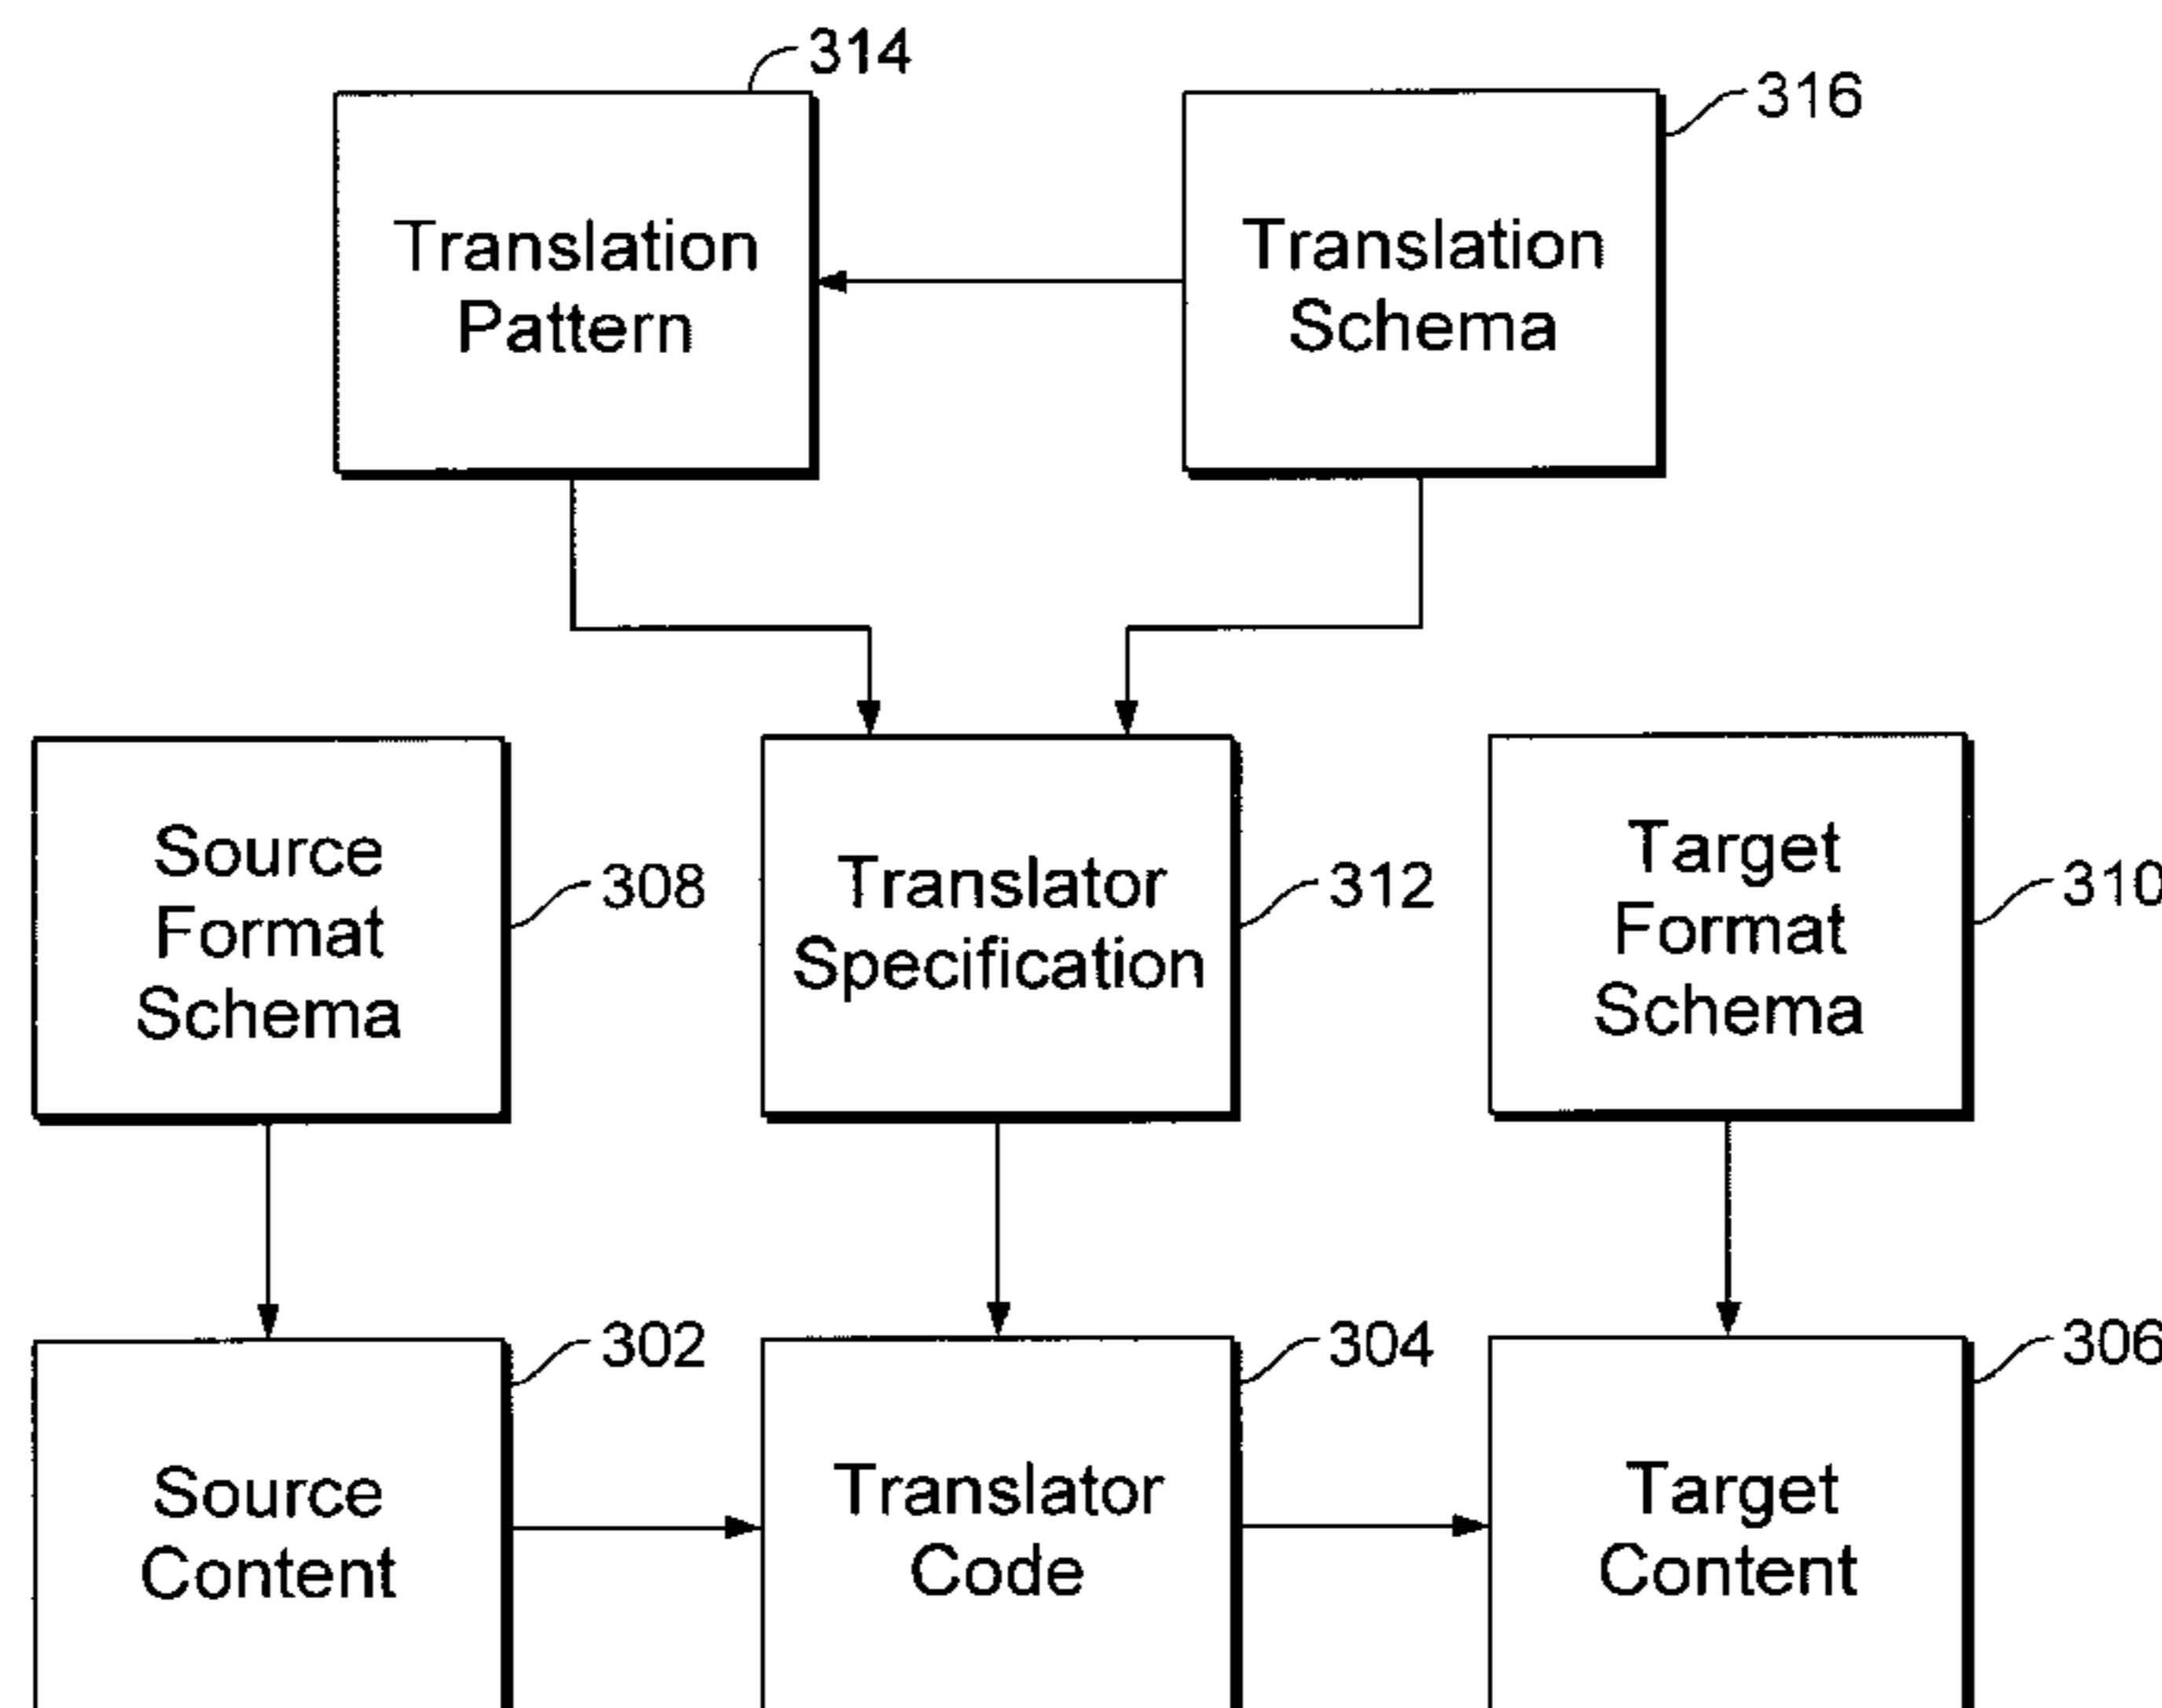 314
316
Translation
Pattern
Translation
Schema
Source
Format
Schema
308
Translator
Specification
312
Target
Format
Schema
310
302
304
306
Source
Content
Translator
Code
Target
Content